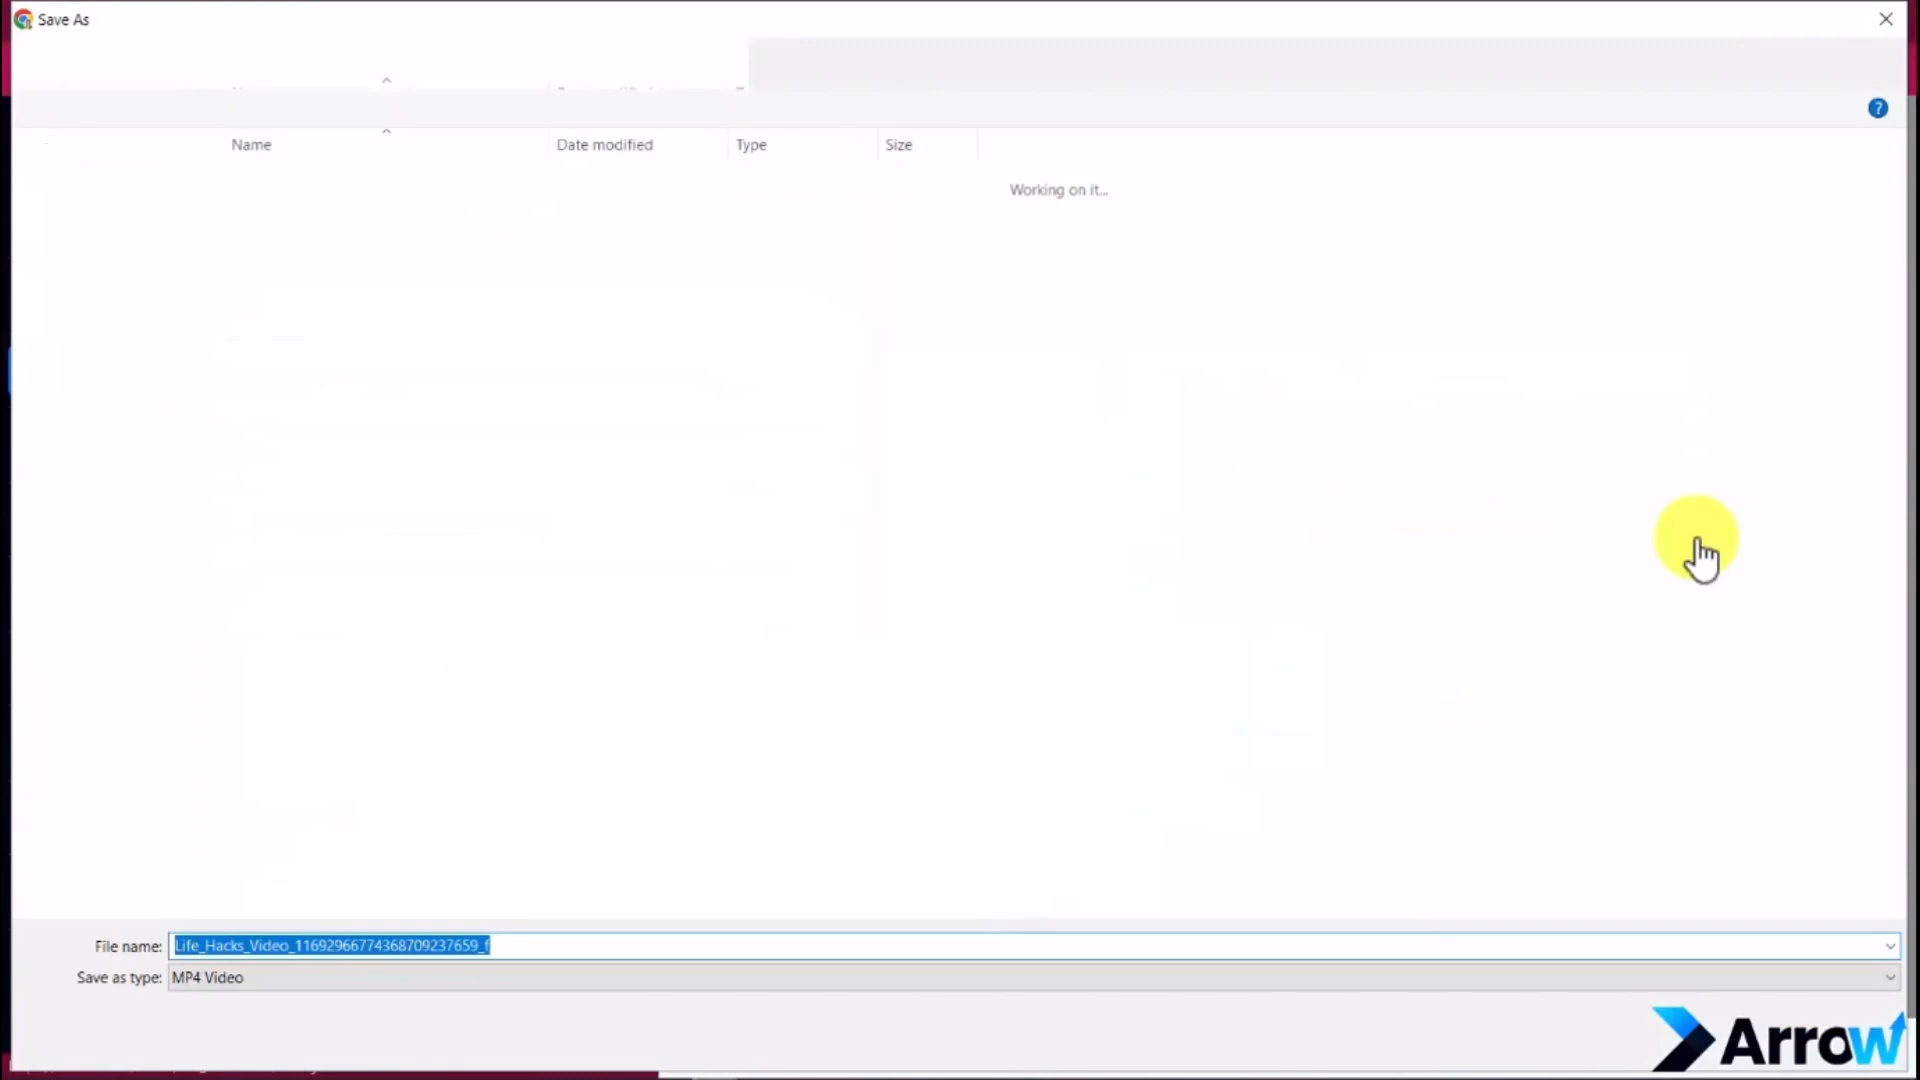 Save As
?
Name
Date modified
Type
Size
Working on it...
File name: Life_Hacks_Video_11692966774368709237659_f
Save as type: MP4 Video
Arrow